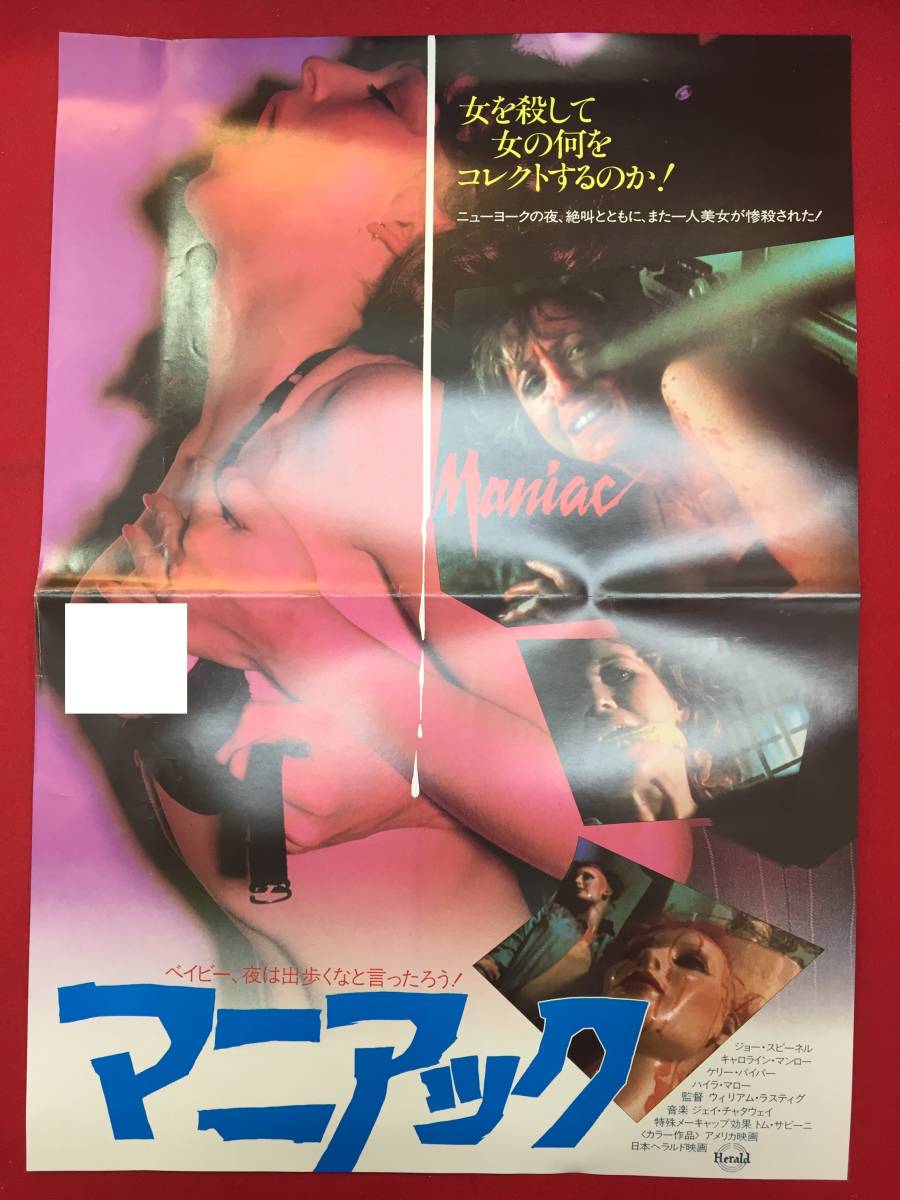 女を殺して
女の何を
コレクトするのか!
ニューヨークの夜、絶叫とともに、また一人美女が惨殺された!
Maniac
ベイビー、夜は出歩くなと言ったろう!
マニアック
ジョー・スピーネル
キャロライン・マンロー
ケリー・パイパー
ハイラ・マロー
監督 ウィリアム・ラスティグ
音楽 ジェイ・チャタウェイ
特殊メーキャップ効果 トム・サビーニ
〈カラー作品〉アメリカ映画
日本ヘラルド映画 Herald